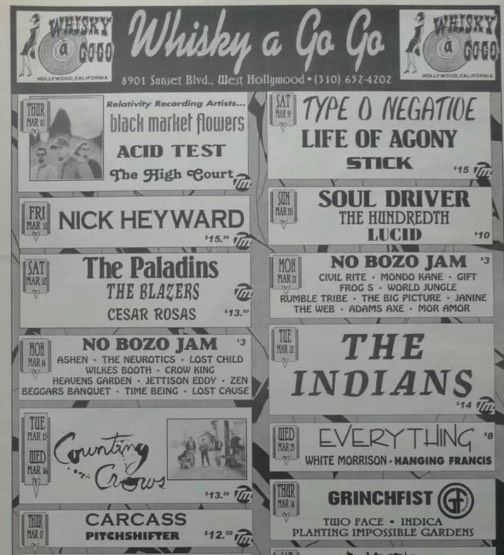 WHISKY
a
GO GO
HOLLYWOOD, CALIFORNIA
Whisky a Go Go
8901 Sunset Blvd., West Hollywood • (310) 652-4202
WHISKY
a
GO GO
HOLLYWOOD, CALIFORNIA
THUR
MAR 10
Relativity Recording Artists...
black market flowers
ACID TEST
The High Court
FRI
MAR 11
NICK HEYWARD
$15.50
SAT
MAR 12
The Paladins
THE BLAZERS
CESAR ROSAS
$13.50
MON
MAR 14
NO BOZO JAM $3
ASHEN • THE NEUROTICS • LOST CHILD
WILKES BOOTH • CROW KING
HEAVENS GARDEN • JETTISON EDDY • ZEN
BEGGARS BANQUET • TIME BEING • LOST CAUSE
TUE
MAR 15
WED
MAR 16
Counting
Crows
$13.50
THUR
MAR 17
CARCASS
PITCHSHIFTER
$12.50
SAT
MAR 19
TYPE O NEGATIVE
LIFE OF AGONY
STICK
$15
SUN
MAR 20
SOUL DRIVER
THE HUNDREDTH
LUCID
$10
MON
MAR 21
NO BOZO JAM $3
CIVIL RITE • MONDO KANE • GIFT
FROG S • WORLD JUNGLE
RUMBLE TRIBE • THE BIG PICTURE • JANINE
THE WEB • ADAMS AXE • MOR AMOR
TUE
MAR 22
THE
INDIANS
$14
WED
MAR 23
EVERYTHING $8
WHITE MORRISON • HANGING FRANCIS
THUR
MAR 24
GRINCHFIST
TWO FACE • INDICA
PLANTING IMPOSSIBLE GARDENS